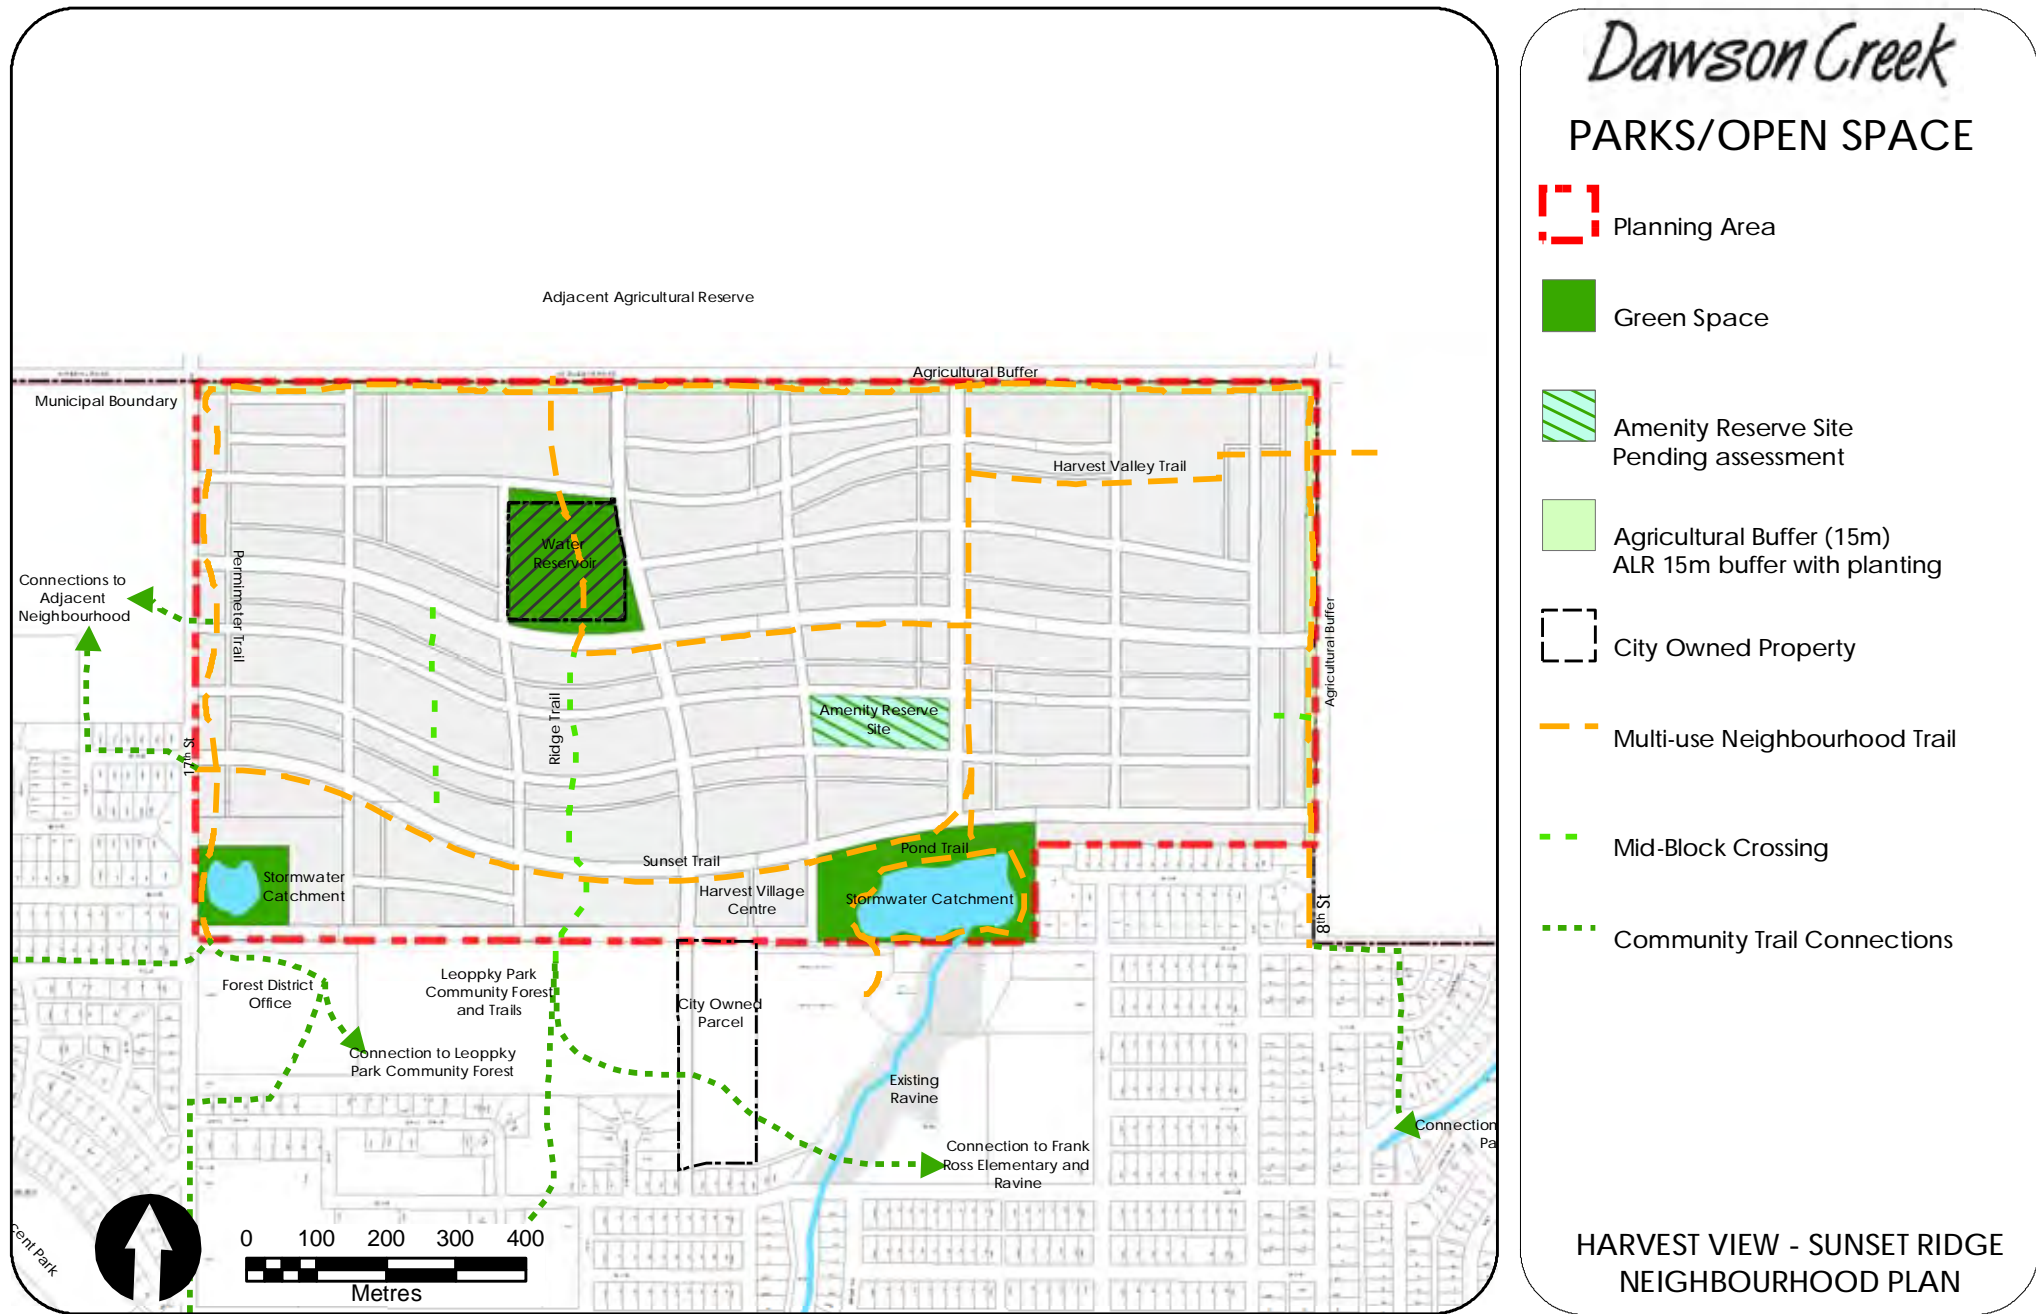 Adjacent Agricultural Reserve
Agricultural Buffer
Municipal Boundary
Harvest Valley Trail
Water
Reservoir
Permimeter Trail
Connections to
Adjacent
Neighbourhood
Agricultural Buffer
Ridge Trail
Amenity Reserve
Site
17th St
Sunset Trail
Pond Trail
Stormwater
Catchment
Harvest Village
Centre
Stormwater Catchment
8th St
Forest District
Office
Leoppky Park
Community Forest
and Trails
City Owned
Parcel
Connection to Leoppky
Park Community Forest
Existing
Ravine
Connection to Frank
Ross Elementary and
Ravine
Connection
Pa
cent Park
0 100 200 300 400
Metres
Dawson Creek
PARKS/OPEN SPACE
Planning Area
Green Space
Amenity Reserve Site
Pending assessment
Agricultural Buffer (15m)
ALR 15m buffer with planting
City Owned Property
Multi-use Neighbourhood Trail
Mid-Block Crossing
Community Trail Connections
HARVEST VIEW - SUNSET RIDGE
NEIGHBOURHOOD PLAN